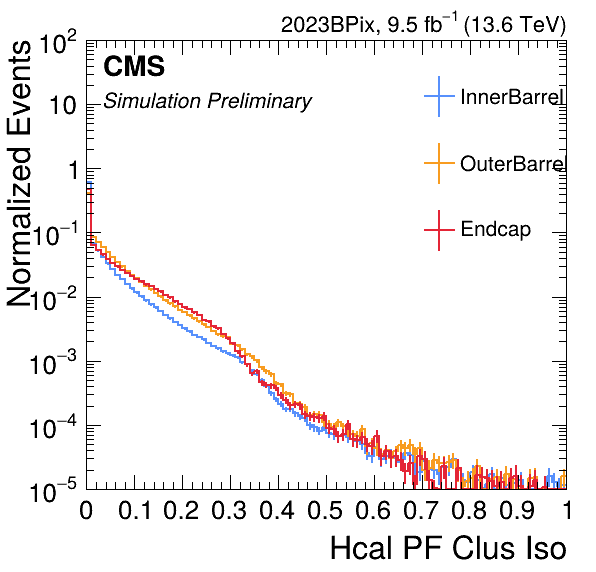 2023BPix, 9.5 fb⁻¹ (13.6 TeV)
CMS
Simulation Preliminary
InnerBarrel
OuterBarrel
Endcap
Normalized Events
10²
10
1
10⁻¹
10⁻²
10⁻³
10⁻⁴
10⁻⁵
0 0.1 0.2 0.3 0.4 0.5 0.6 0.7 0.8 0.9 1
Hcal PF Clus Iso